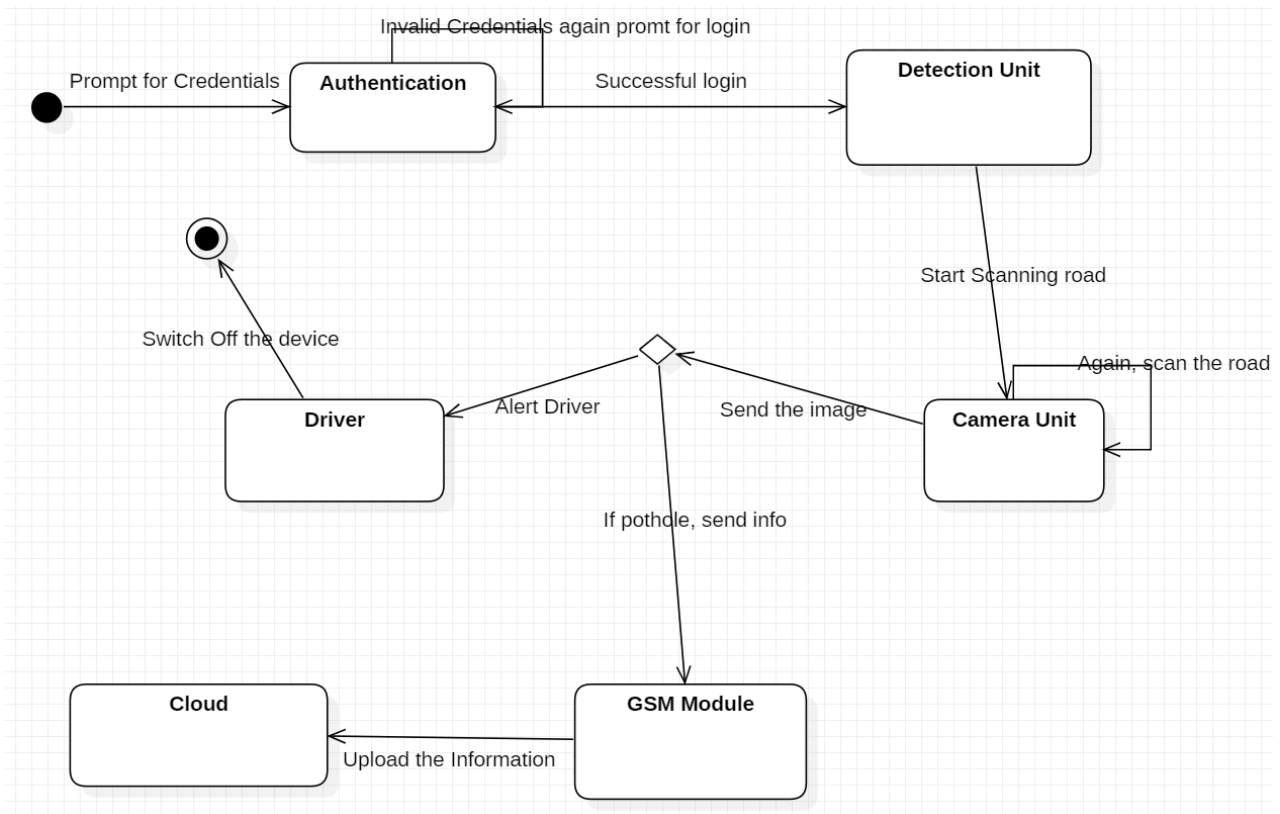 Invalid Credentials again promt for login
Prompt for Credentials
Authentication
Successful login
Detection Unit
Start Scanning road
Switch Off the device
Again, scan the road
Alert Driver
Send the image
Driver
Camera Unit
If pothole, send info
Cloud
GSM Module
Upload the Information